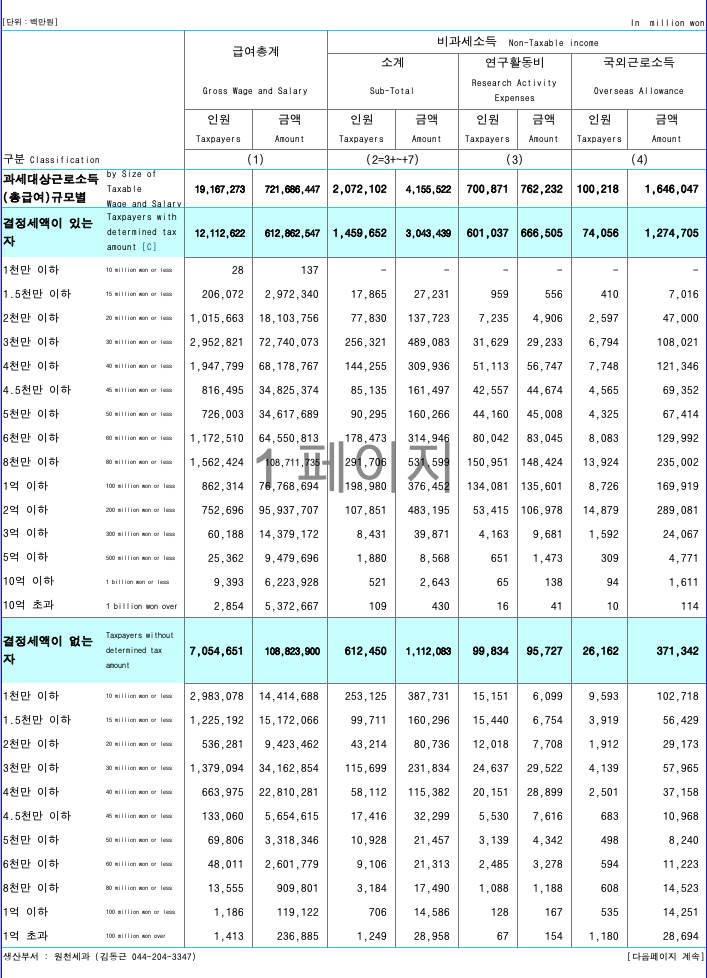 [단위 : 백만원] In million won
급여총계 비과세소득 Non-Taxable income
소계 연구활동비 국외근로소득
Gross Wage and Salary Sub-Total Research Activity Expenses Overseas Allowance
인원 금액 인원 금액 인원 금액 인원 금액
Taxpayers Amount Taxpayers Amount Taxpayers Amount Taxpayers Amount
구분 Classification (1) (2=3+~+7) (3) (4)
과세대상근로소득 (총급여)규모별 by Size of Taxable Wage and Salary 19,167,273 721,686,447 2,072,102 4,155,522 700,871 762,232 100,218 1,646,047
결정세액이 있는 자 Taxpayers with determined tax amount [C] 12,112,622 612,862,547 1,459,652 3,043,439 601,037 666,505 74,056 1,274,705
1천만 이하 10 million won or less 28 137 - - - - - -
1.5천만 이하 15 million won or less 206,072 2,972,340 17,865 27,231 959 556 410 7,016
2천만 이하 20 million won or less 1,015,663 18,103,756 77,830 137,723 7,235 4,906 2,597 47,000
3천만 이하 30 million won or less 2,952,821 72,740,073 256,321 489,083 31,629 29,233 6,794 108,021
4천만 이하 40 million won or less 1,947,799 68,178,767 144,255 309,936 51,113 56,747 7,748 121,346
4.5천만 이하 45 million won or less 816,495 34,825,374 85,135 161,497 42,557 44,674 4,565 69,352
5천만 이하 50 million won or less 726,003 34,617,689 90,295 160,266 44,160 45,008 4,325 67,414
6천만 이하 60 million won or less 1,172,510 64,550,813 178,473 314,946 80,042 83,045 8,083 129,992
8천만 이하 80 million won or less 1,562,424 108,711,735 291,706 531,599 150,951 148,424 13,924 235,002
1 페이지
1억 이하 100 million won or less 862,314 76,768,694 198,980 376,452 134,081 135,601 8,726 169,919
2억 이하 200 million won or less 752,696 95,937,707 107,851 483,195 53,415 106,978 14,879 289,081
3억 이하 300 million won or less 60,188 14,379,172 8,431 39,871 4,163 9,681 1,592 24,067
5억 이하 500 million won or less 25,362 9,479,696 1,880 8,568 651 1,473 309 4,771
10억 이하 1 billion won or less 9,393 6,223,928 521 2,643 65 138 94 1,611
10억 초과 1 billion won over 2,854 5,372,667 109 430 16 41 10 114
결정세액이 없는 자 Taxpayers without determined tax amount 7,054,651 108,823,900 612,450 1,112,083 99,834 95,727 26,162 371,342
1천만 이하 10 million won or less 2,983,078 14,414,688 253,125 387,731 15,151 6,099 9,593 102,718
1.5천만 이하 15 million won or less 1,225,192 15,172,066 99,711 160,296 15,440 6,754 3,919 56,429
2천만 이하 20 million won or less 536,281 9,423,462 43,214 80,736 12,018 7,708 1,912 29,173
3천만 이하 30 million won or less 1,379,094 34,162,854 115,699 231,834 24,637 29,522 4,139 57,965
4천만 이하 40 million won or less 663,975 22,810,281 58,112 115,382 20,151 28,899 2,501 37,158
4.5천만 이하 45 million won or less 133,060 5,654,615 17,416 32,299 5,530 7,616 683 10,968
5천만 이하 50 million won or less 69,806 3,318,346 10,928 21,457 3,139 4,342 498 8,240
6천만 이하 60 million won or less 48,011 2,601,779 9,106 21,313 2,485 3,278 594 11,223
8천만 이하 80 million won or less 13,555 909,801 3,184 17,490 1,088 1,188 608 14,523
1억 이하 100 million won or less 1,186 119,122 706 14,586 128 167 535 14,251
1억 초과 100 million won over 1,413 236,885 1,249 28,958 67 154 1,180 28,694
생산부서 : 원천세과 (김동근 044-204-3347) [다음페이지 계속]